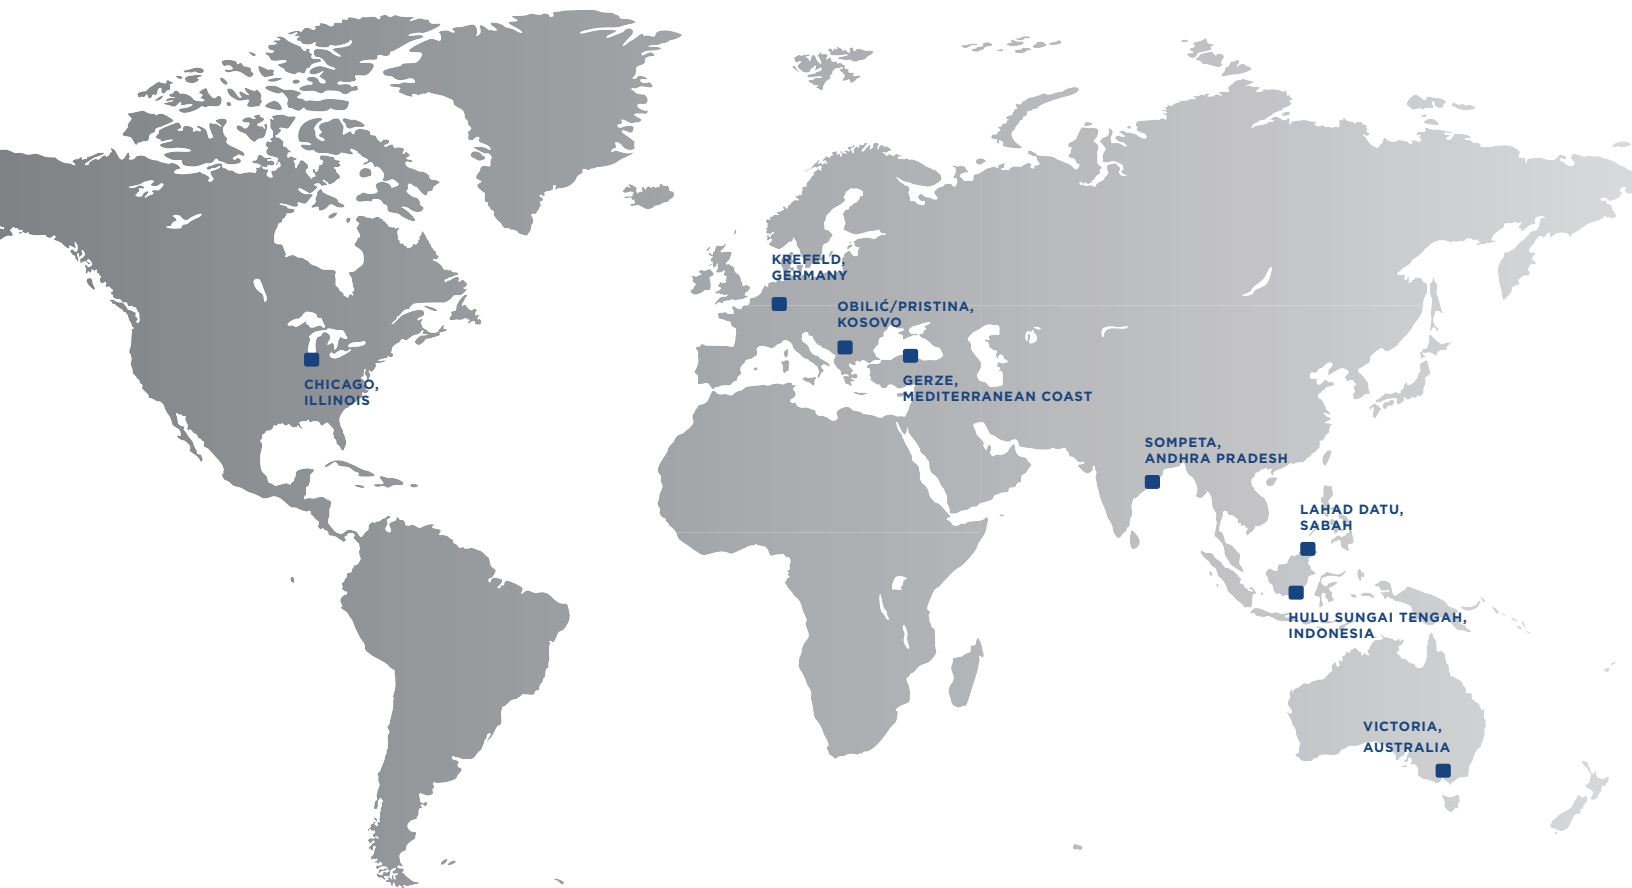 KREFELD,
GERMANY
OBILIĆ/PRISTINA,
KOSOVO
CHICAGO,
ILLINOIS
GERZE,
MEDITERRANEAN COAST
SOMPETA,
ANDHRA PRADESH
LAHAD DATU,
SABAH
HULU SUNGAI TENGAH,
INDONESIA
VICTORIA,
AUSTRALIA